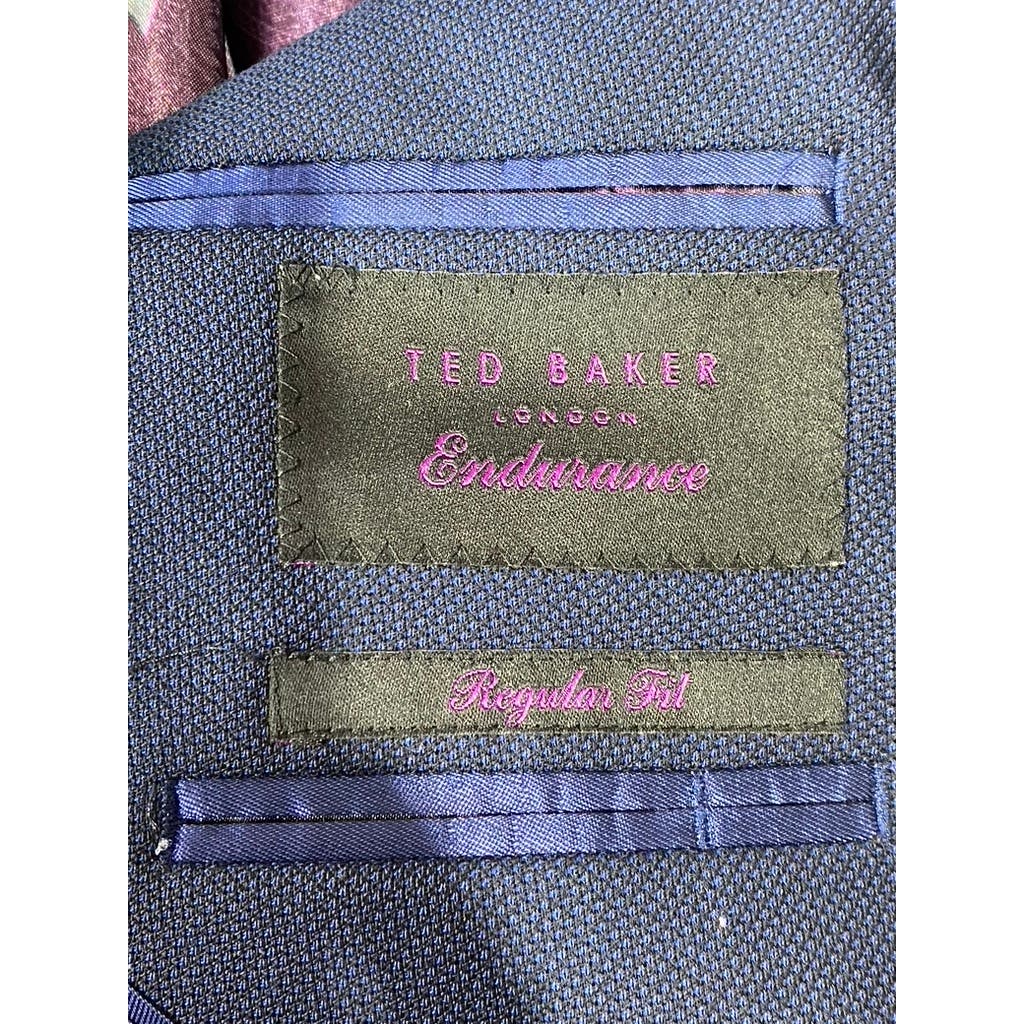 TED BAKER
LONDON
Endurance
Regular Fit